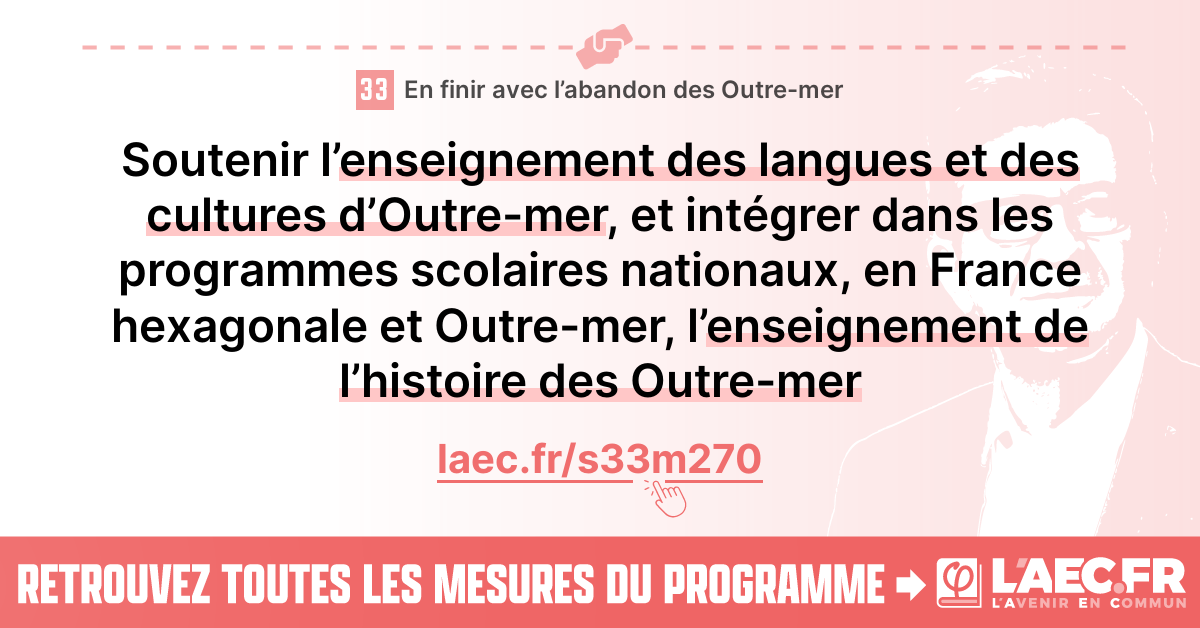 33 En finir avec l’abandon des Outre-mer
Soutenir l’enseignement des langues et des
cultures d’Outre-mer, et intégrer dans les
programmes scolaires nationaux, en France
hexagonale et Outre-mer, l’enseignement de
l’histoire des Outre-mer
laec.fr/s33m270
RETROUVEZ TOUTES LES MESURES DU PROGRAMME
L'AEC.FR
L'AVENIR EN COMMUN